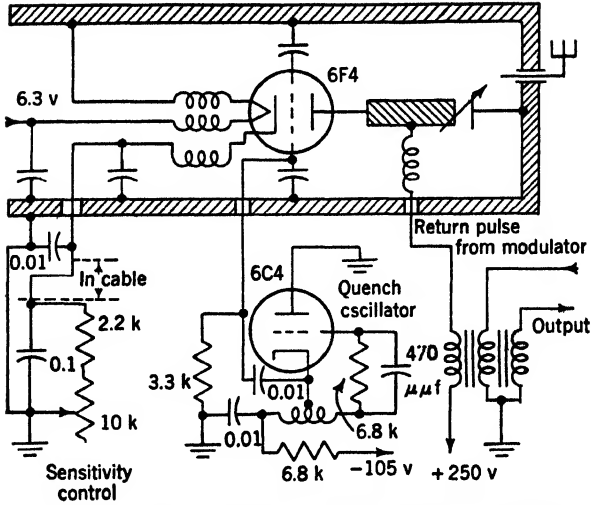 6F4
6.3 v
Return pulse
from modulator
0.01
In cable
6C4
Quench
cscillator
Output
2.2 k
470
μμf
0.1
3.3 k
0.01
10 k
0.01
6.8 k
6.8 k
−105 v
+250 v
Sensitivity
control